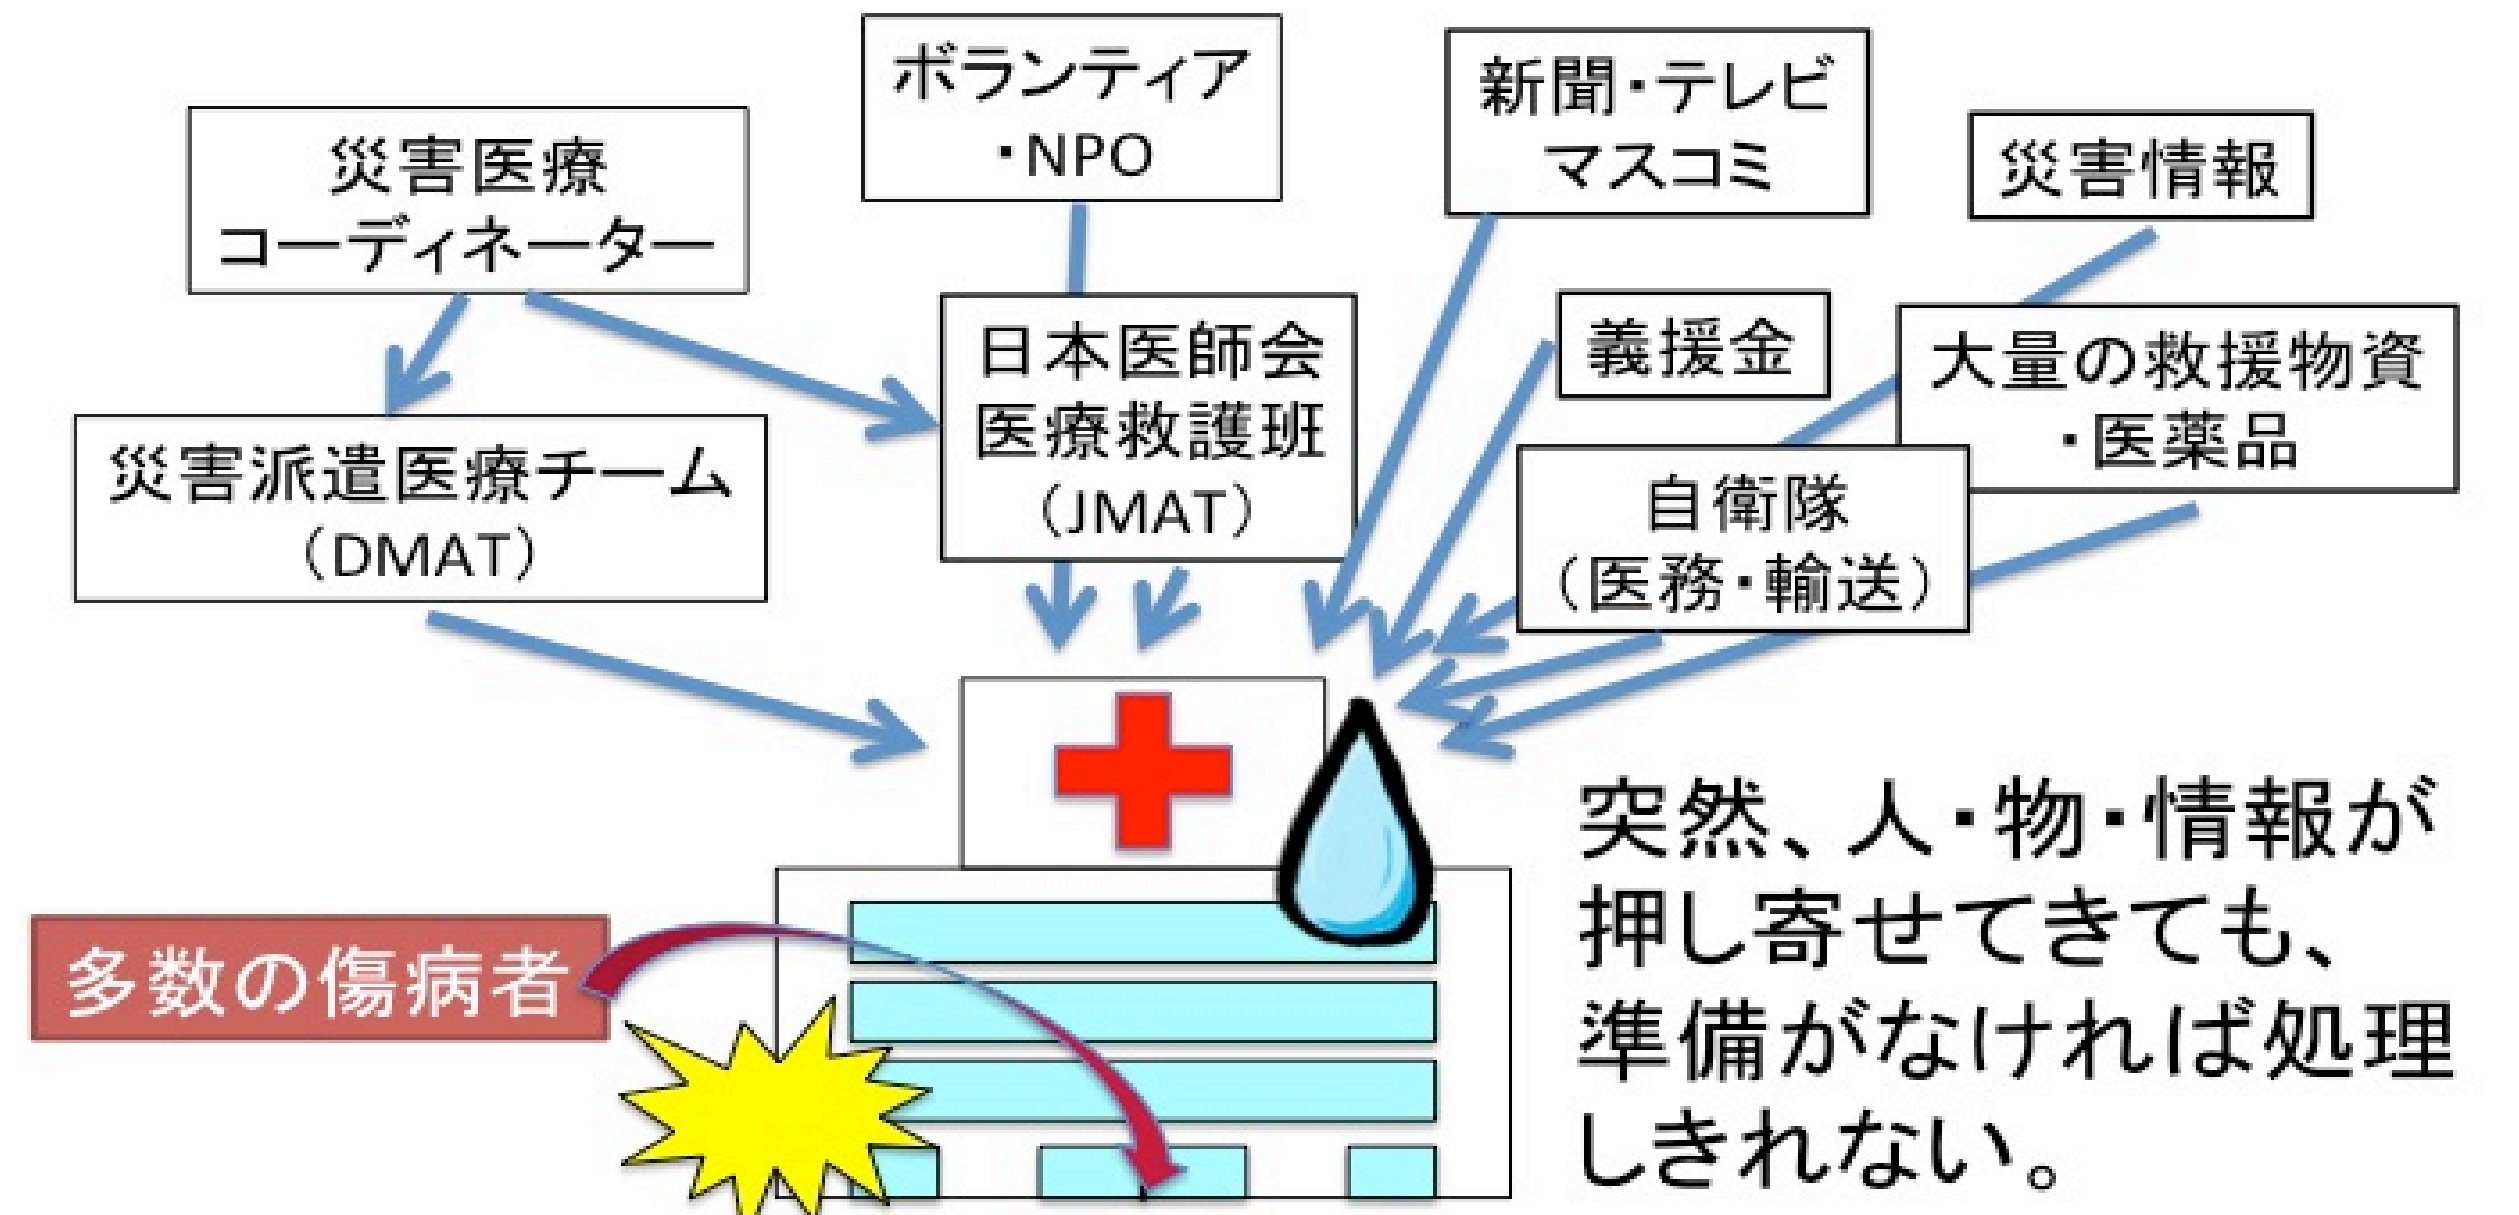 災害医療
コーディネーター
ボランティア
・NPO
新聞・テレビ
マスコミ
災害情報
災害派遣医療チーム
（DMAT）
日本医師会
医療救護班
（JMAT）
義援金
大量の救援物資
・医薬品
自衛隊
（医務・輸送）
多数の傷病者
突然、人・物・情報が
押し寄せてきても、
準備がなければ処理
しきれない。